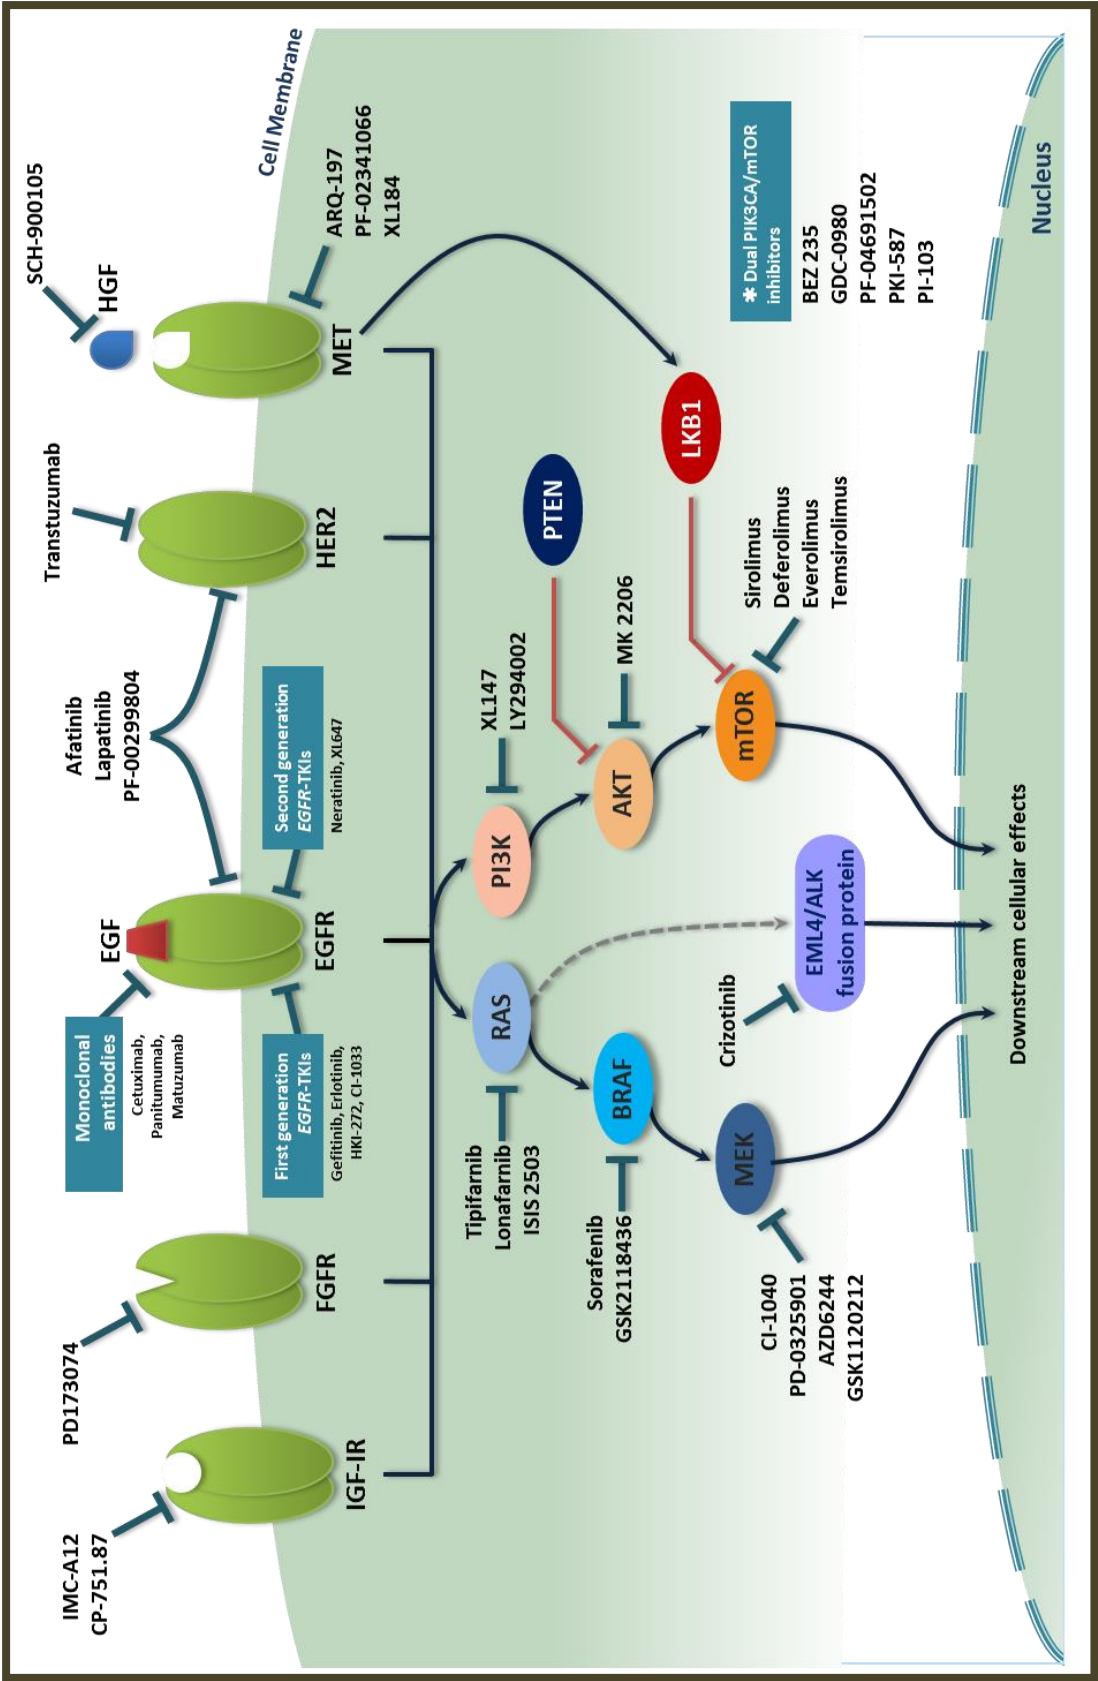 IMC-A12
CP-751.87
PD173074
Monoclonal
antibodies
Cetuximab,
Panitumumab,
Matuzumab
EGF
Afatinib
Lapatinib
PF-00299804
Transtuzumab
SCH-900105
HGF
Cell Membrane
First generation
EGFR-TKIs
Gefitinib, Erlotinib,
HKI-272, CI-1033
Second generation
EGFR-TKIs
Neratinib, XL647
ARQ-197
PF-02341066
XL184
IGF-IR
FGFR
EGFR
HER2
MET
Tipifarnib
Lonafarnib
ISIS 2503
RAS
PI3K
XL147
LY294002
PTEN
Sorafenib
GSK2118436
BRAF
AKT
MK 2206
LKB1
CI-1040
PD-0325901
AZD6244
GSK1120212
MEK
Crizotinib
EML4/ALK
fusion protein
mTOR
Sirolimus
Deferolimus
Everolimus
Temsirolimus
✱ Dual PIK3CA/mTOR
inhibitors
BEZ 235
GDC-0980
PF-04691502
PKI-587
PI-103
Downstream cellular effects
Nucleus